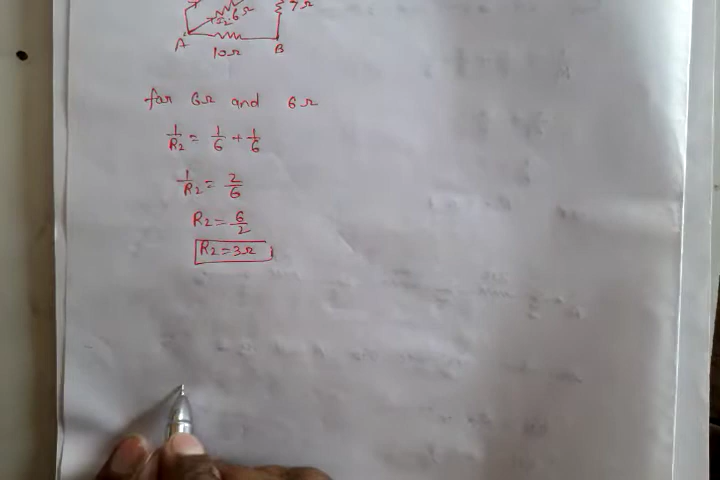 6Ω 7Ω
I2
A 10Ω B
for 6Ω and 6Ω
1/R2 = 1/6 + 1/6
1/R2 = 2/6
R2 = 6/2
R2 = 3Ω